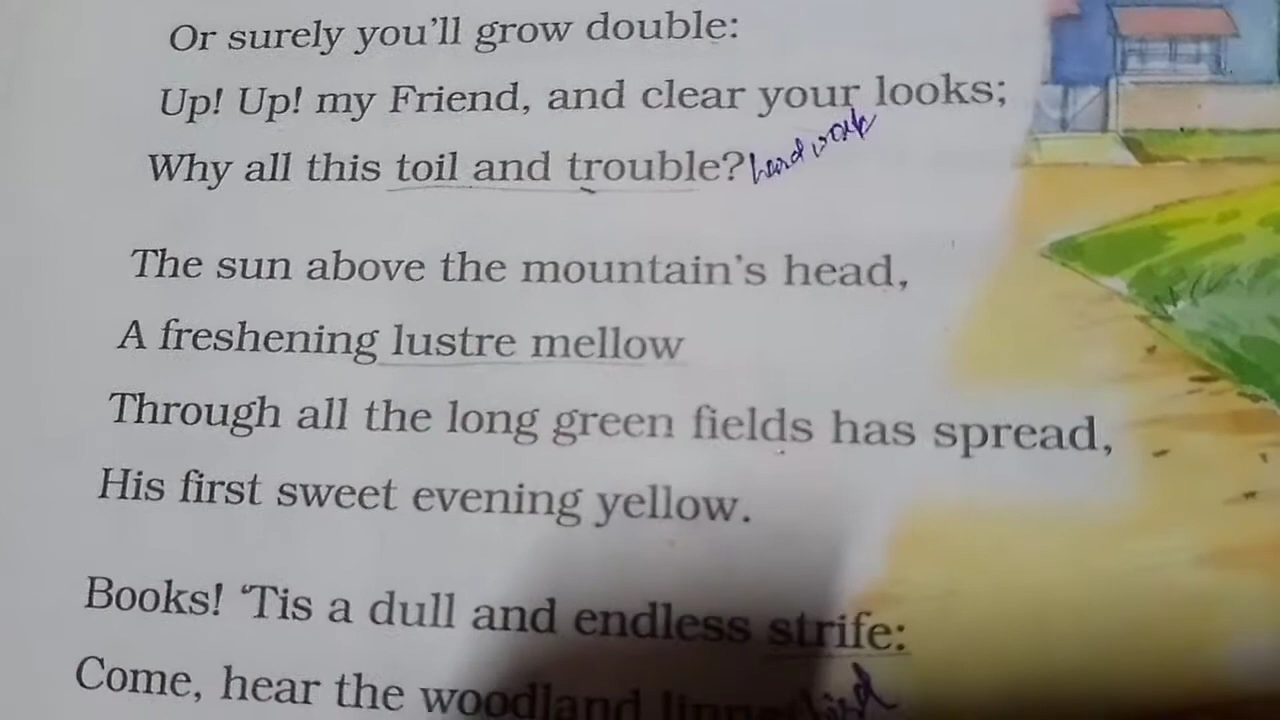 Or surely you'll grow double:
Up! Up! my Friend, and clear your looks;
Why all this toil and trouble? hard work
The sun above the mountain's head,
A freshening lustre mellow
Through all the long green fields has spread,
His first sweet evening yellow.
Books! 'Tis a dull and endless strife:
Come, hear the woodland